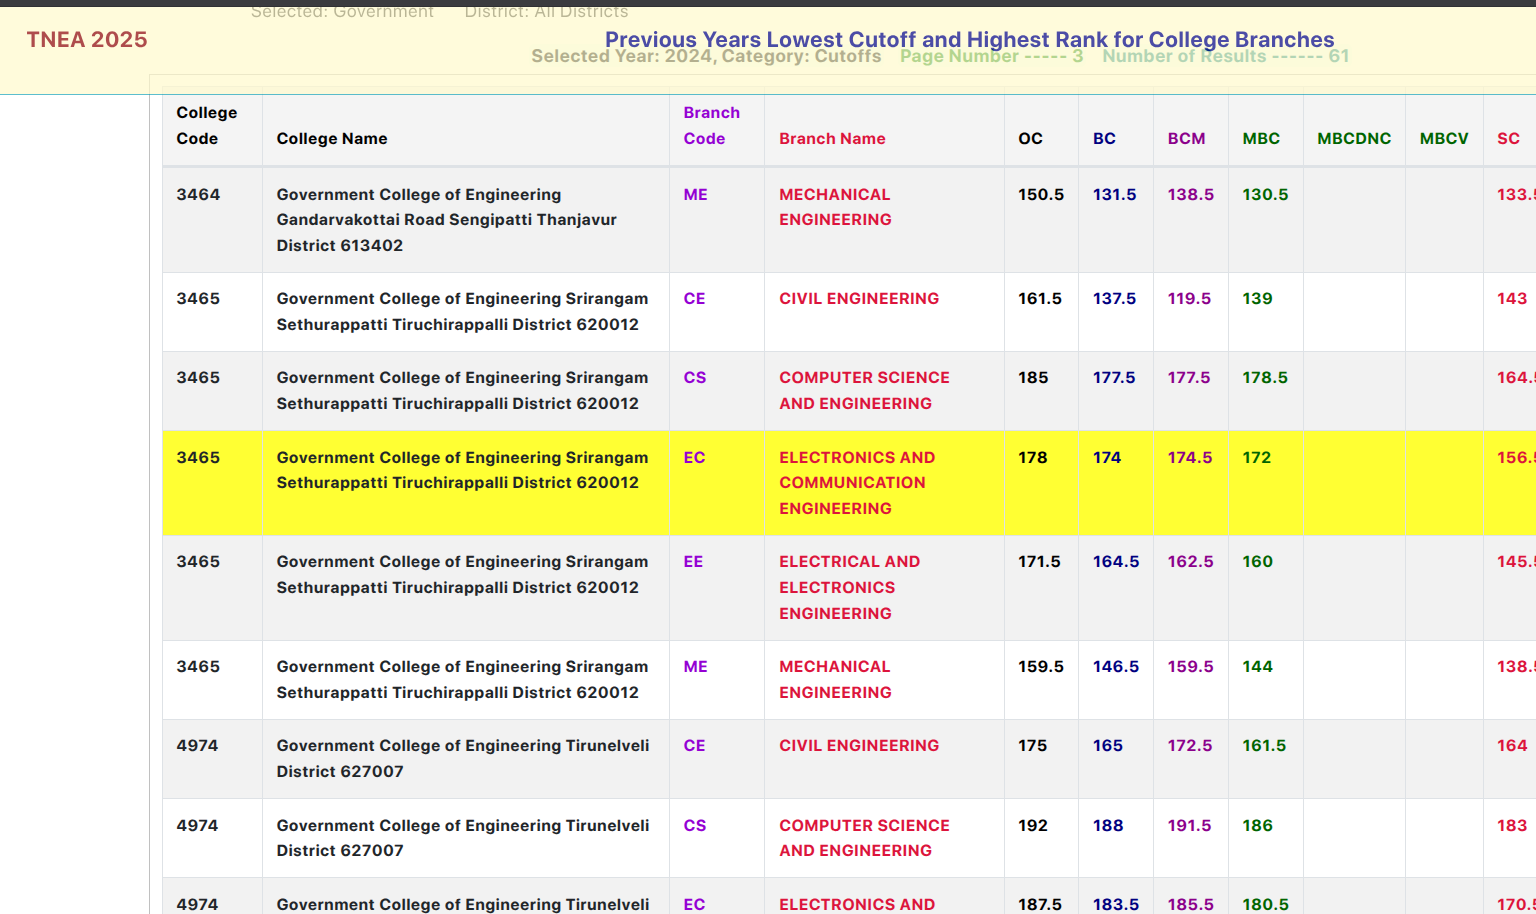 Selected: Government District: All Districts
TNEA 2025 Previous Years Lowest Cutoff and Highest Rank for College Branches
Selected Year: 2024, Category: Cutoffs Page Number ----- 3 Number of Results ------ 61
College Branch
Code College Name Code Branch Name OC BC BCM MBC MBCDNC MBCV SC
3464 Government College of Engineering ME MECHANICAL 150.5 131.5 138.5 130.5 133.5
Gandarvakottai Road Sengipatti Thanjavur ENGINEERING
District 613402
3465 Government College of Engineering Srirangam CE CIVIL ENGINEERING 161.5 137.5 119.5 139 143
Sethurappatti Tiruchirappalli District 620012
3465 Government College of Engineering Srirangam CS COMPUTER SCIENCE 185 177.5 177.5 178.5 164.5
Sethurappatti Tiruchirappalli District 620012 AND ENGINEERING
3465 Government College of Engineering Srirangam EC ELECTRONICS AND 178 174 174.5 172 156.5
Sethurappatti Tiruchirappalli District 620012 COMMUNICATION
ENGINEERING
3465 Government College of Engineering Srirangam EE ELECTRICAL AND 171.5 164.5 162.5 160 145.5
Sethurappatti Tiruchirappalli District 620012 ELECTRONICS
ENGINEERING
3465 Government College of Engineering Srirangam ME MECHANICAL 159.5 146.5 159.5 144 138.5
Sethurappatti Tiruchirappalli District 620012 ENGINEERING
4974 Government College of Engineering Tirunelveli CE CIVIL ENGINEERING 175 165 172.5 161.5 164
District 627007
4974 Government College of Engineering Tirunelveli CS COMPUTER SCIENCE 192 188 191.5 186 183
District 627007 AND ENGINEERING
4974 Government College of Engineering Tirunelveli EC ELECTRONICS AND 187.5 183.5 185.5 180.5 170.5